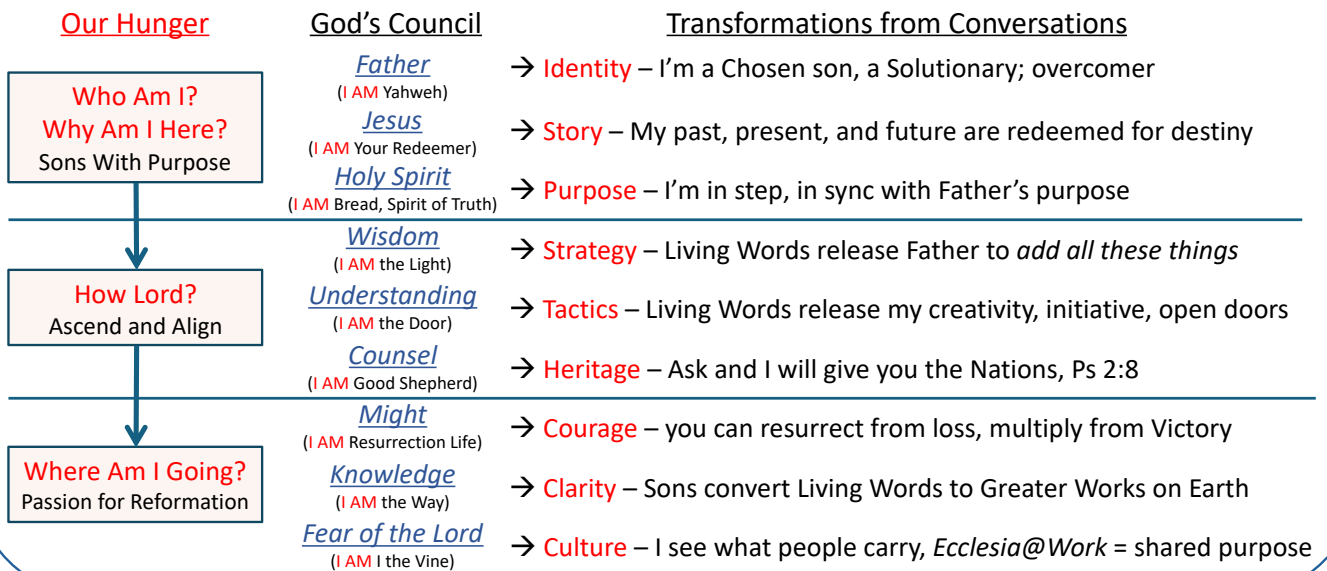 Our Hunger
God's Council
Transformations from Conversations
Who Am I?
Why Am I Here?
Sons With Purpose
Father
(I AM Yahweh)
→ Identity – I'm a Chosen son, a Solutionary; overcomer
Jesus
(I AM Your Redeemer)
→ Story – My past, present, and future are redeemed for destiny
Holy Spirit
(I AM Bread, Spirit of Truth)
→ Purpose – I'm in step, in sync with Father's purpose
How Lord?
Ascend and Align
Wisdom
(I AM the Light)
→ Strategy – Living Words release Father to add all these things
Understanding
(I AM the Door)
→ Tactics – Living Words release my creativity, initiative, open doors
Counsel
(I AM Good Shepherd)
→ Heritage – Ask and I will give you the Nations, Ps 2:8
Where Am I Going?
Passion for Reformation
Might
(I AM Resurrection Life)
→ Courage – you can resurrect from loss, multiply from Victory
Knowledge
(I AM the Way)
→ Clarity – Sons convert Living Words to Greater Works on Earth
Fear of the Lord
(I AM I the Vine)
→ Culture – I see what people carry, Ecclesia@Work = shared purpose